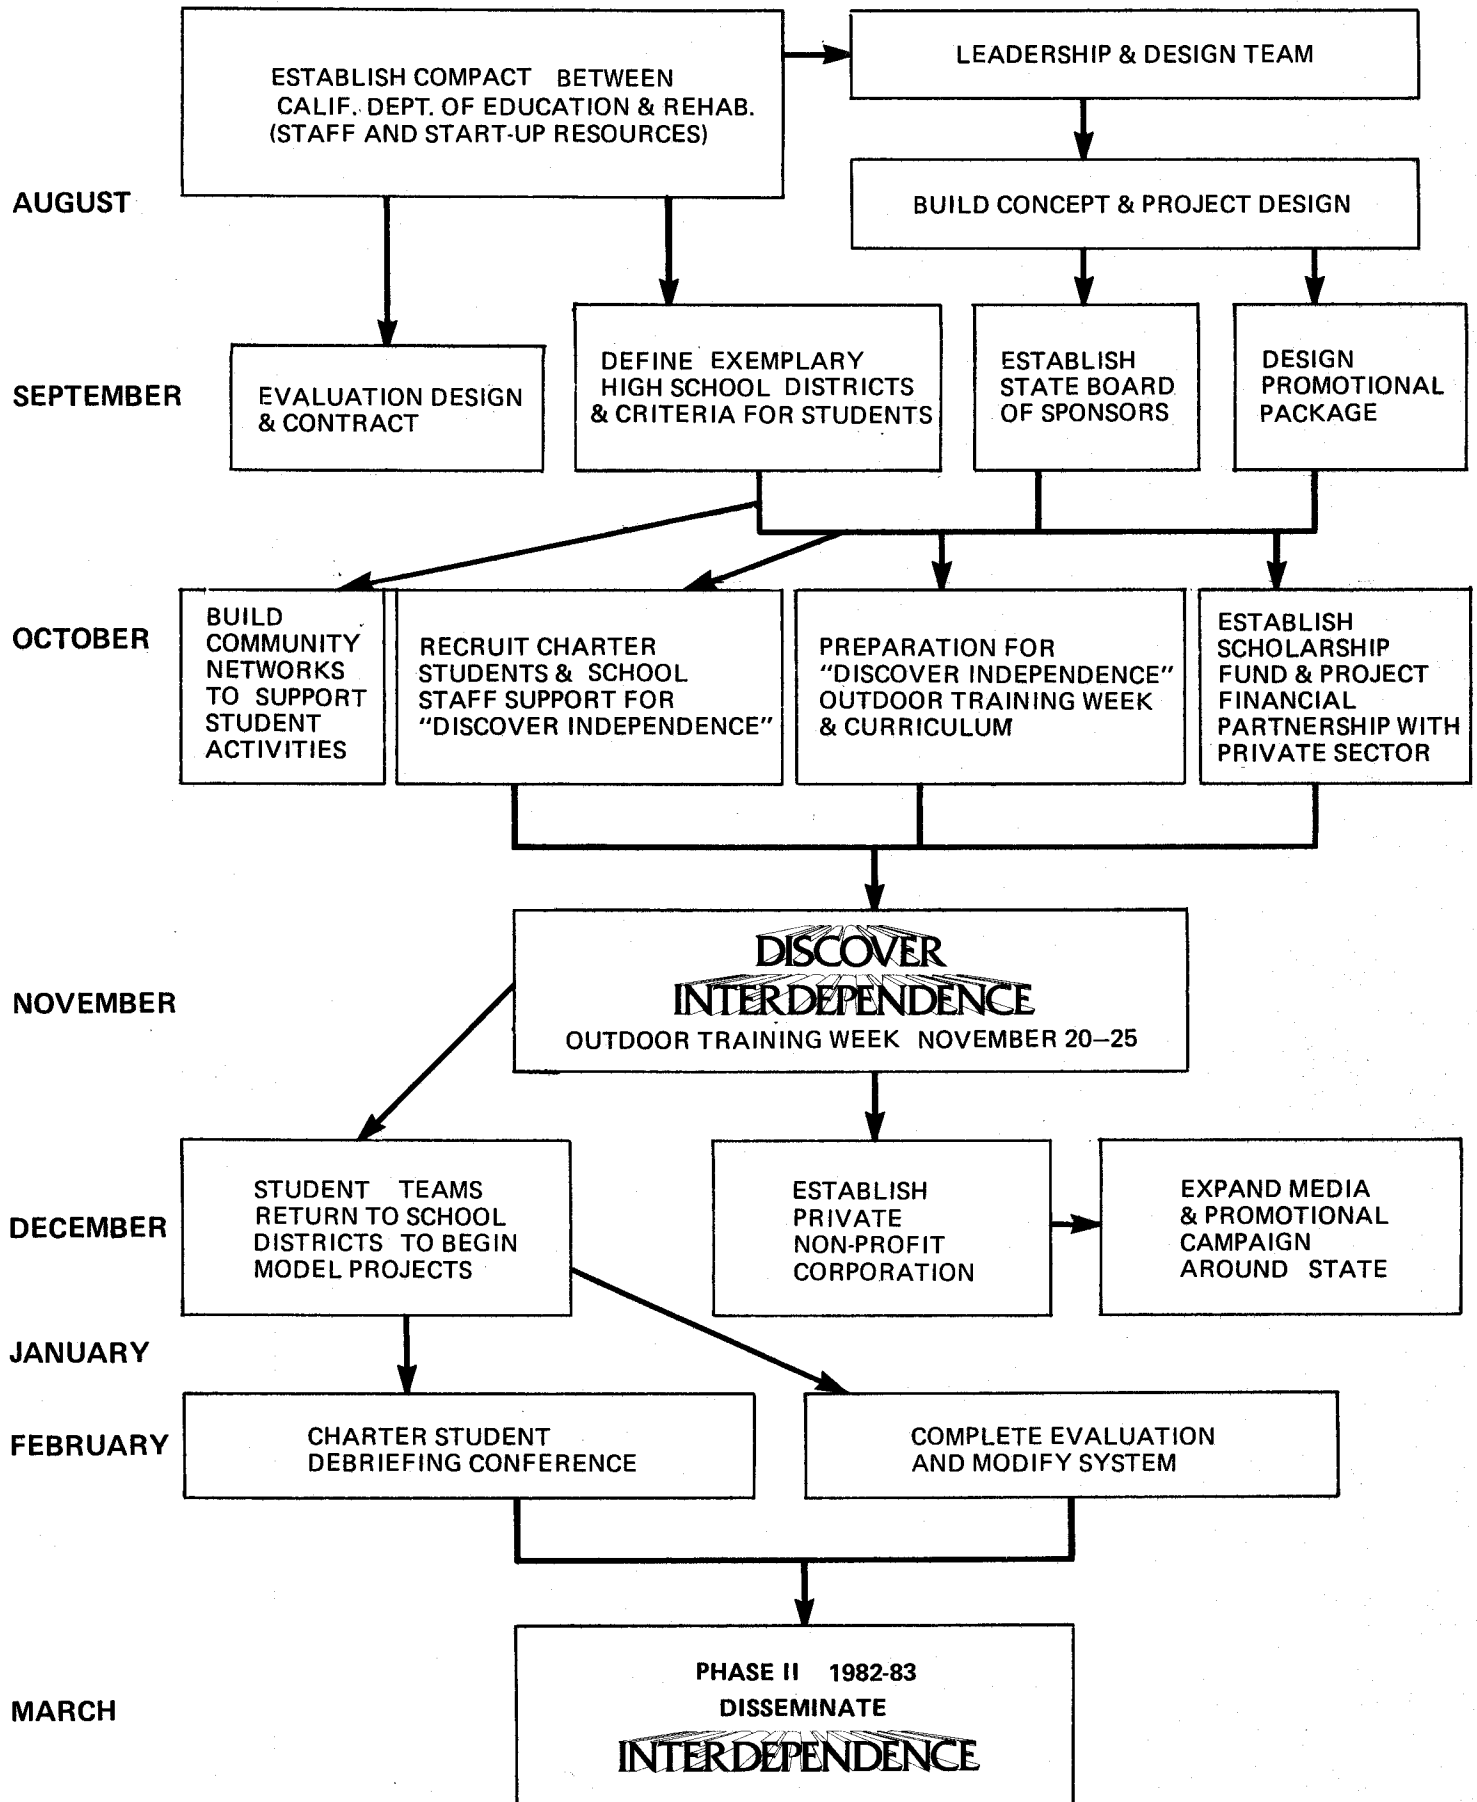 ESTABLISH COMPACT BETWEEN
CALIF. DEPT. OF EDUCATION & REHAB.
(STAFF AND START-UP RESOURCES)
LEADERSHIP & DESIGN TEAM
AUGUST
BUILD CONCEPT & PROJECT DESIGN
SEPTEMBER
EVALUATION DESIGN
& CONTRACT
DEFINE EXEMPLARY
HIGH SCHOOL DISTRICTS
& CRITERIA FOR STUDENTS
ESTABLISH
STATE BOARD
OF SPONSORS
DESIGN
PROMOTIONAL
PACKAGE
OCTOBER
BUILD
COMMUNITY
NETWORKS
TO SUPPORT
STUDENT
ACTIVITIES
RECRUIT CHARTER
STUDENTS & SCHOOL
STAFF SUPPORT FOR
"DISCOVER INDEPENDENCE"
PREPARATION FOR
"DISCOVER INDEPENDENCE"
OUTDOOR TRAINING WEEK
& CURRICULUM
ESTABLISH
SCHOLARSHIP
FUND & PROJECT
FINANCIAL
PARTNERSHIP WITH
PRIVATE SECTOR
NOVEMBER
DISCOVER
INTERDEPENDENCE
OUTDOOR TRAINING WEEK NOVEMBER 20–25
DECEMBER
STUDENT TEAMS
RETURN TO SCHOOL
DISTRICTS TO BEGIN
MODEL PROJECTS
ESTABLISH
PRIVATE
NON-PROFIT
CORPORATION
EXPAND MEDIA
& PROMOTIONAL
CAMPAIGN
AROUND STATE
JANUARY
FEBRUARY
CHARTER STUDENT
DEBRIEFING CONFERENCE
COMPLETE EVALUATION
AND MODIFY SYSTEM
MARCH
PHASE II 1982-83
DISSEMINATE
INTERDEPENDENCE